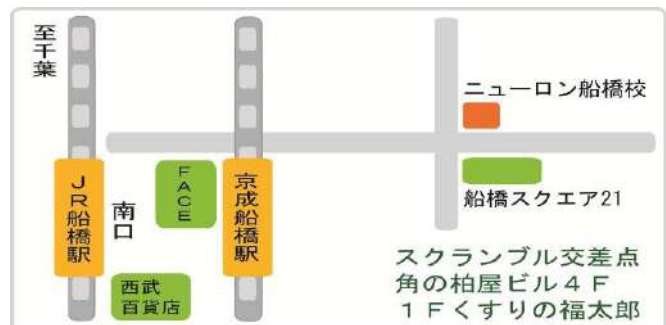 至千葉
JR船橋駅
南口
FACE
西武
百貨店
京成船橋駅
ニューロン船橋校
船橋スクエア21
スクランブル交差点
角の柏屋ビル４F
１Fくすりの福太郎